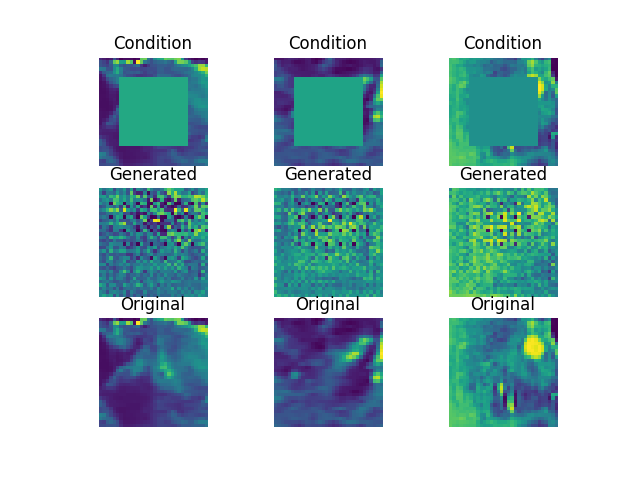 Condition Condition Condition
Generated Generated Generated
Original Original Original